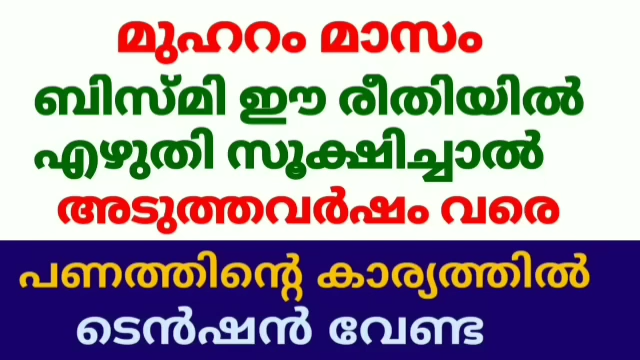 മുഹറം മാസം
ബിസ്മി ഈ രീതിയിൽ
എഴുതി സൂക്ഷിച്ചാൽ
അടുത്തവർഷം വരെ
പണത്തിന്റെ കാര്യത്തിൽ
ടെൻഷൻ വേണ്ട